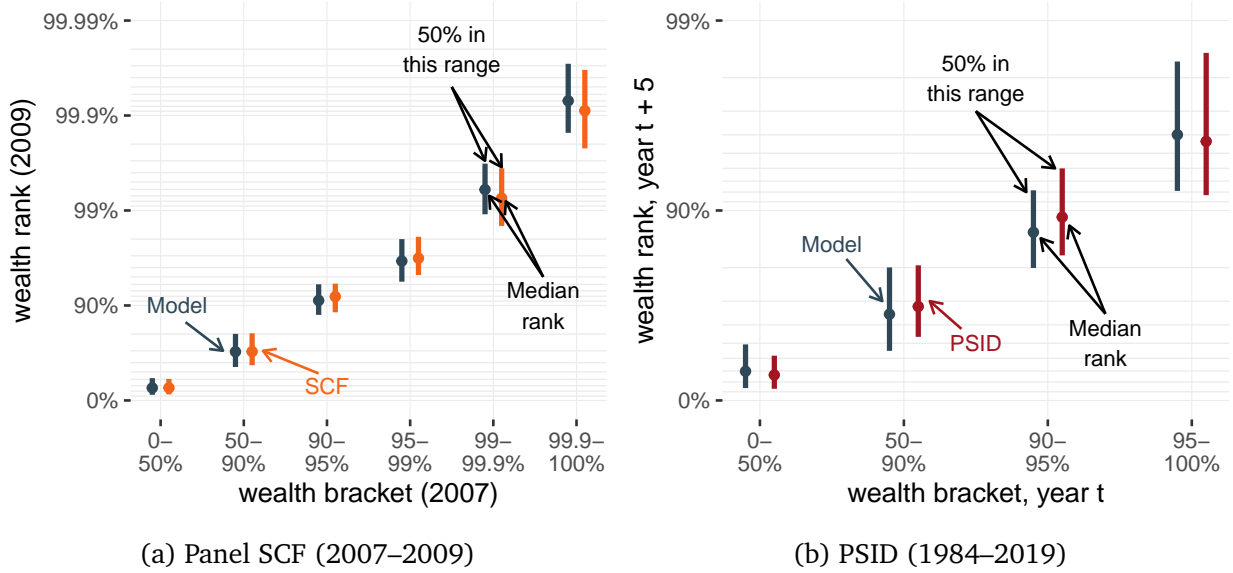 99.99%
99.9%
99%
90%
0%
wealth rank (2009)
50% in
this range
Model
SCF
Median
rank
0–
50%
50–
90%
90–
95%
95–
99%
99–
99.9%
99.9–
100%
wealth bracket (2007)
(a) Panel SCF (2007–2009)
99%
90%
0%
wealth rank, year t + 5
50% in
this range
Model
PSID
Median
rank
0–
50%
50–
90%
90–
95%
95–
100%
wealth bracket, year t
(b) PSID (1984–2019)